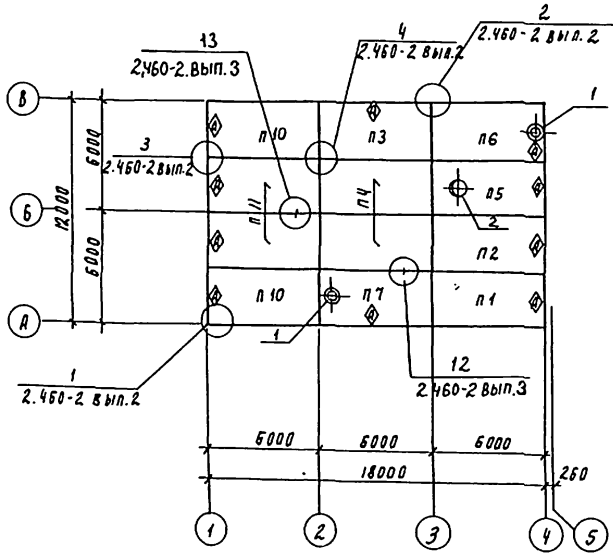 2
2.460-2 ВЫП.2
4
2.460-2 ВЫП.2
13
2,460-2.ВЫП.3
1
В
П10
П3
П6
А
А
А
6000
3
2.460-2 ВЫП.2
12000
Б
А
П11
П4
П5
А
2
6000
А
П2
А
А
П10
П7
П1
А
А
А
1
1
2.460-2 ВЫП.2
12
2.460-2 ВЫП.3
6000
6000
6000
18000
260
1
2
3
4
5